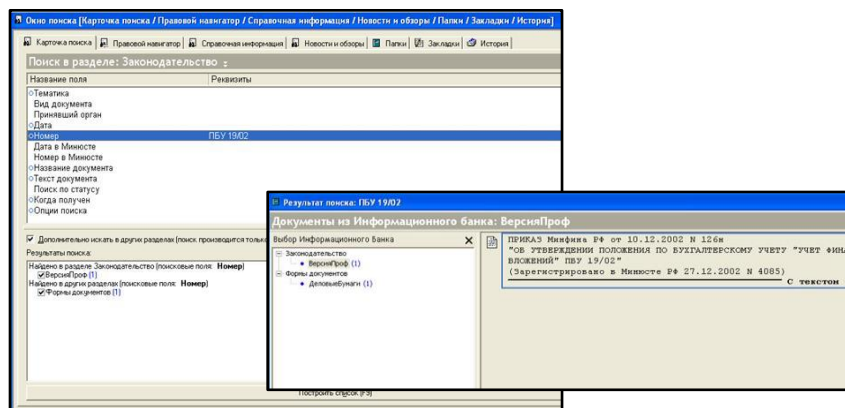 Окно поиска [Карточка поиска / Правовой навигатор / Справочная информация / Новости и обзоры / Папки / Закладки / История]
Карточка поиска Правовой навигатор Справочная информация Новости и обзоры Папки Закладки История
Поиск в разделе: Законодательство :
Название поля Реквизиты
Тематика
Вид документа
Принявший орган
Дата
Номер ПБУ 19/02
Дата в Минюсте
Номер в Минюсте
Название документа
Текст документа
Поиск по статусу
Когда получен
Опции поиска
Дополнительно искать в других разделах (поиск производится только
Результаты поиска:
Найдено в разделе Законодательство (поисковые поля: Номер)
ВерсияПроф (1)
Найдено в других разделах (поисковые поля: Номер)
Формы документов (1)
Построить список (F9)
Результат поиска: ПБУ 19/02
Документы из Информационного банка: ВерсияПроф
Выбор Информационного Банка
Законодательство
ВерсияПроф (1)
Формы документов
ДеловыеБумаги (1)
ПРИКАЗ Минфина РФ от 10.12.2002 N 126н
"ОБ УТВЕРЖДЕНИИ ПОЛОЖЕНИЯ ПО БУХГАЛТЕРСКОМУ УЧЕТУ "УЧЕТ ФИН
ВЛОЖЕНИЙ" ПБУ 19/02"
(Зарегистрировано в Минюсте РФ 27.12.2002 N 4085)
С текстом